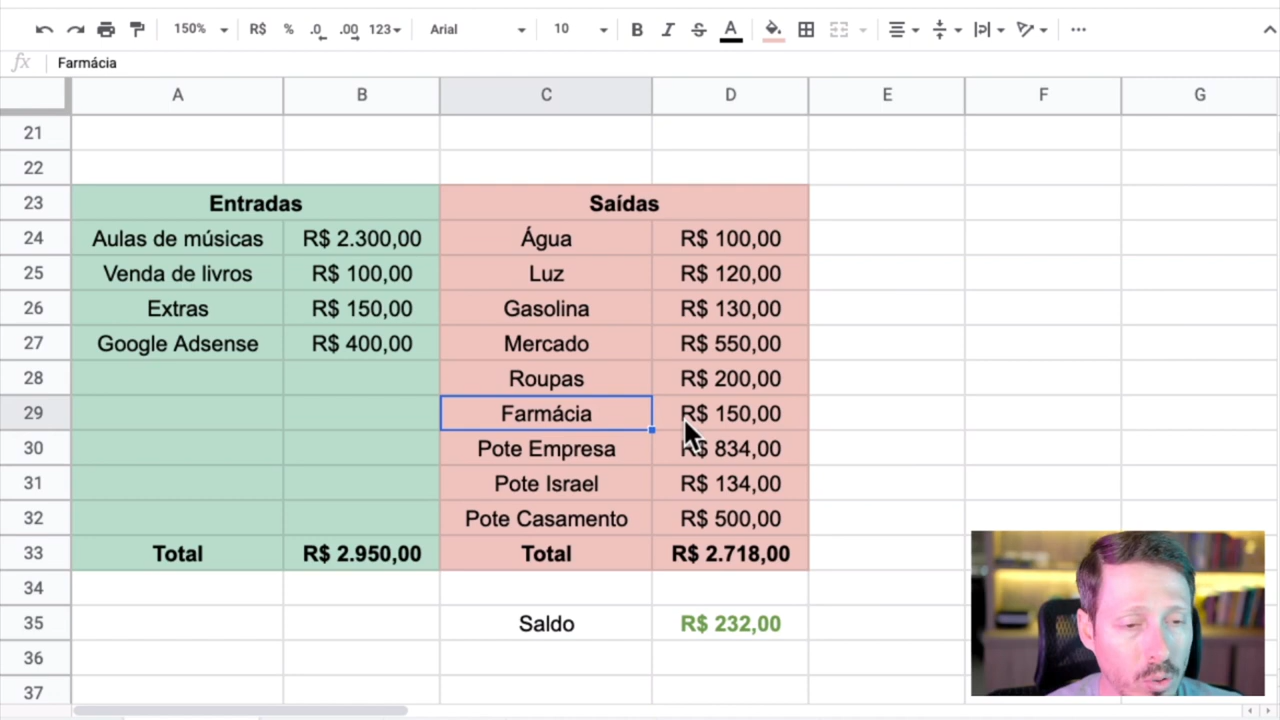 150% R$ % .0 .00 123 Arial 10 B I S A
fx Farmácia
A B C D E F G
21
22
23 Entradas Saídas
24 Aulas de músicas R$ 2.300,00 Água R$ 100,00
25 Venda de livros R$ 100,00 Luz R$ 120,00
26 Extras R$ 150,00 Gasolina R$ 130,00
27 Google Adsense R$ 400,00 Mercado R$ 550,00
28 Roupas R$ 200,00
29 Farmácia R$ 150,00
30 Pote Empresa R$ 834,00
31 Pote Israel R$ 134,00
32 Pote Casamento R$ 500,00
33 Total R$ 2.950,00 Total R$ 2.718,00
34
35 Saldo R$ 232,00
36
37